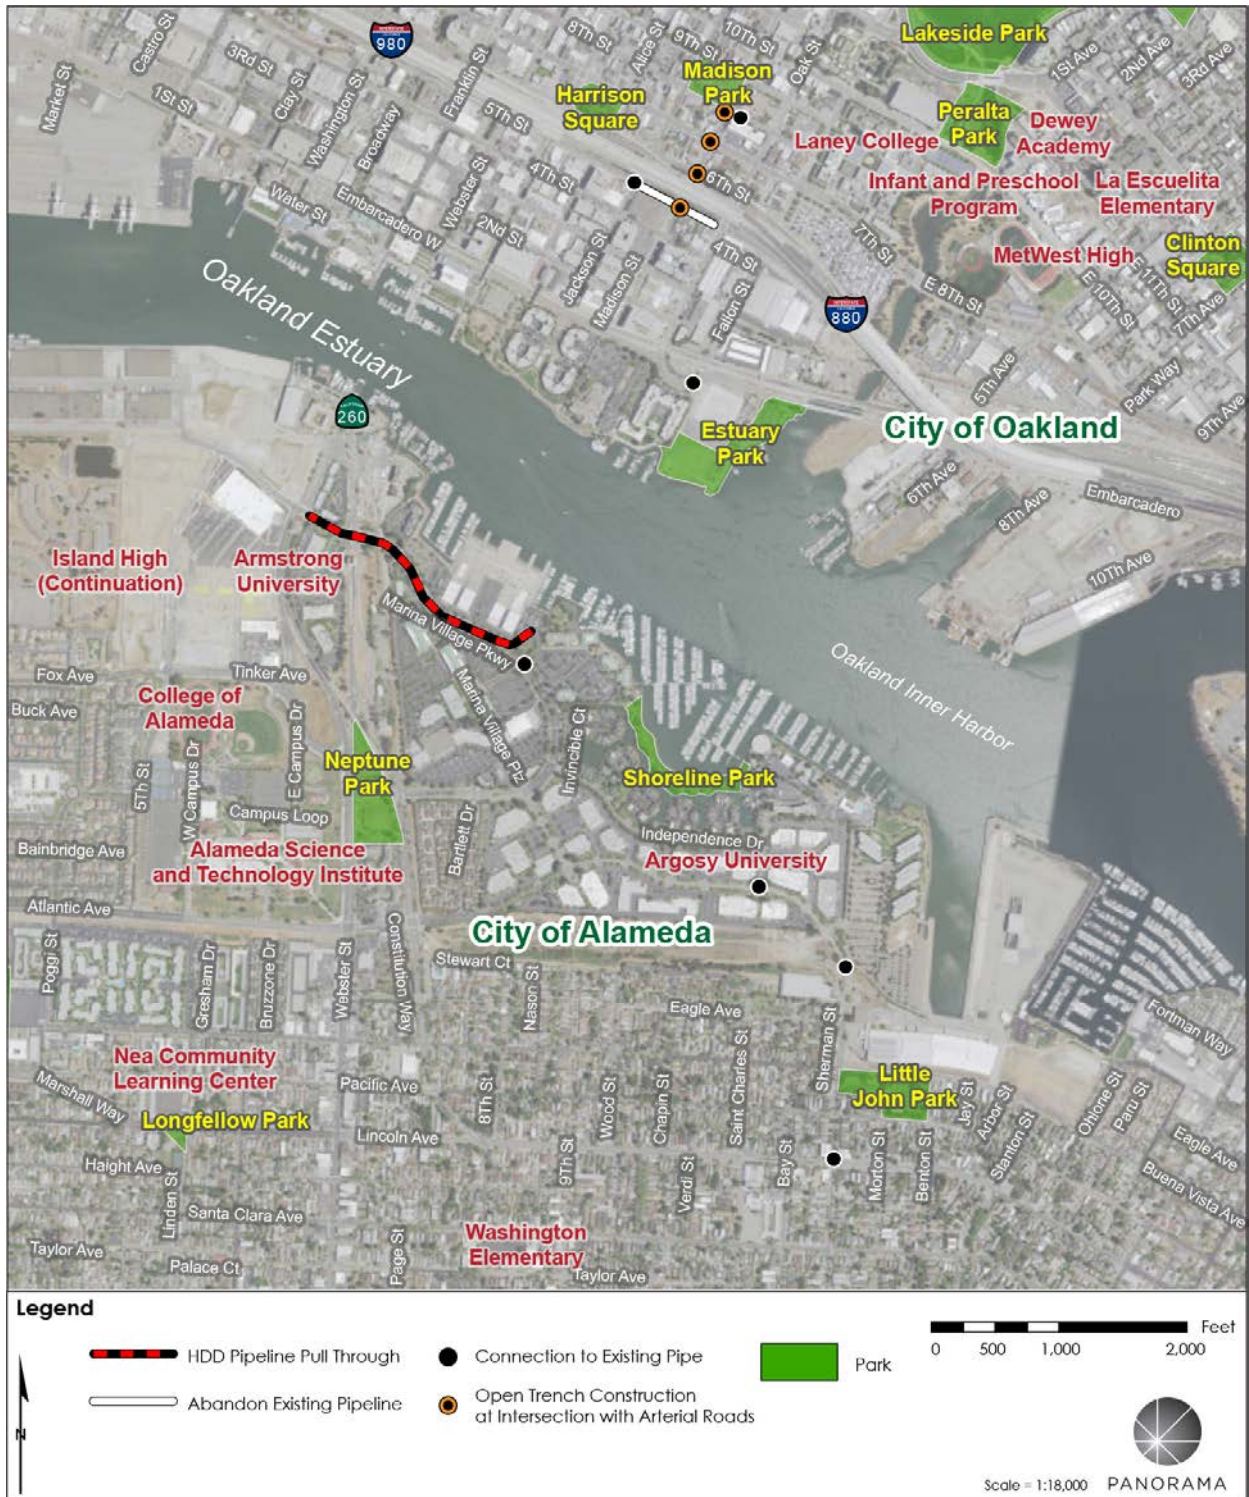 INTERSTATE
980
Lakeside Park
Castro St
3Rd St
Market St
1St St
Clay St
Washington St
Broadway
Franklin St
5Th St
8Th St
Alice St
9Th St
10Th St
Oak St
1St Ave
2Nd Ave
3Rd Ave
Madison
Park
Harrison
Square
Peralta
Park
Dewey
Academy
Laney College
4Th St
6Th St
Infant and Preschool
Program
La Escuelita
Elementary
Water St
Embarcadero W
Webster St
2Nd St
Jackson St
Madison St
4Th St
Fallon St
7Th St
E 8Th St
MetWest High
Clinton
Square
E 10Th St
E 11Th St
7Th Ave
INTERSTATE
880
Oakland Estuary
260
5Th Ave
Park Way
9Th Ave
City of Oakland
Estuary
Park
6Th Ave
8Th Ave
Embarcadero
10Th Ave
Island High
(Continuation)
Armstrong
University
Marina Village Pkwy
Oakland Inner Harbor
Fox Ave
Tinker Ave
Buck Ave
College of
Alameda
Marina Village Plz
Invincible Ct
5Th St
W Campus Dr
E Campus Dr
Neptune
Park
Shoreline Park
Campus Loop
Bartlett Dr
Independence Dr
Bainbridge Ave
Alameda Science
and Technology Institute
Argosy University
Atlantic Ave
City of Alameda
Poggi St
Gresham Dr
Bruzzone Dr
Webster St
Constitution Way
Stewart Ct
Nason St
Eagle Ave
Fortman Way
Nea Community
Learning Center
Pacific Ave
8Th St
Wood St
Chapin St
Saint Charles St
Sherman St
Little
John Park
Jay St
Arbor St
Stanton St
Ohlone St
Paru St
Marshall Way
Longfellow Park
Lincoln Ave
Eagle Ave
Haight Ave
9Th St
Verdi St
Bay St
Morton St
Benton St
Buena Vista Ave
Linden St
Santa Clara Ave
Taylor Ave
Palace Ct
Page St
Washington
Elementary
Taylor Ave
Legend
HDD Pipeline Pull Through
Connection to Existing Pipe
Park
Feet
0 500 1,000 2,000
Abandon Existing Pipeline
Open Trench Construction
at Intersection with Arterial Roads
N
Scale = 1:18,000
PANORAMA